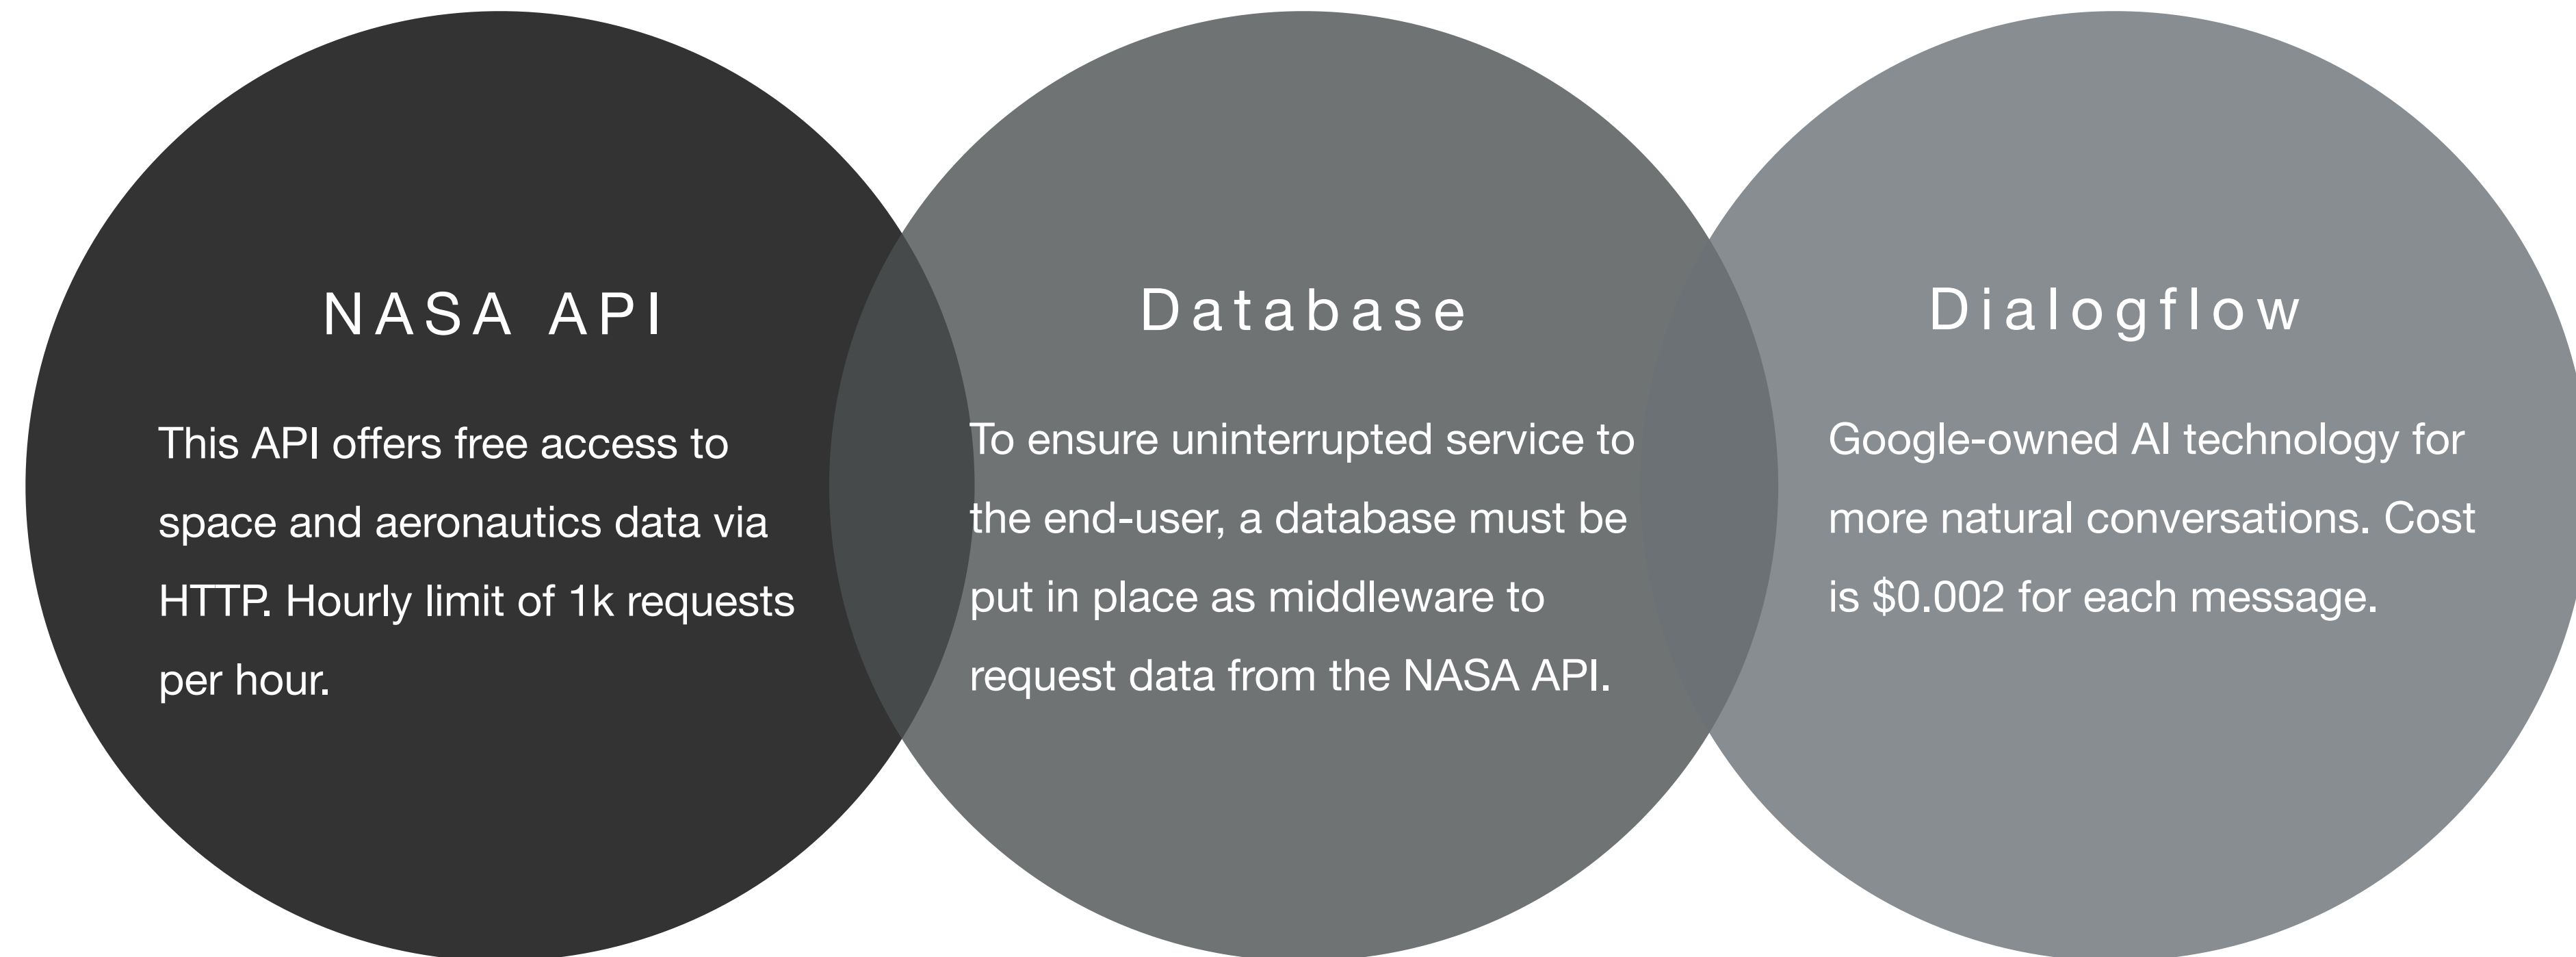 NASA API
This API offers free access to
space and aeronautics data via
HTTP. Hourly limit of 1k requests
per hour.
Database
To ensure uninterrupted service to
the end-user, a database must be
put in place as middleware to
request data from the NASA API.
Dialogflow
Google-owned AI technology for
more natural conversations. Cost
is $0.002 for each message.